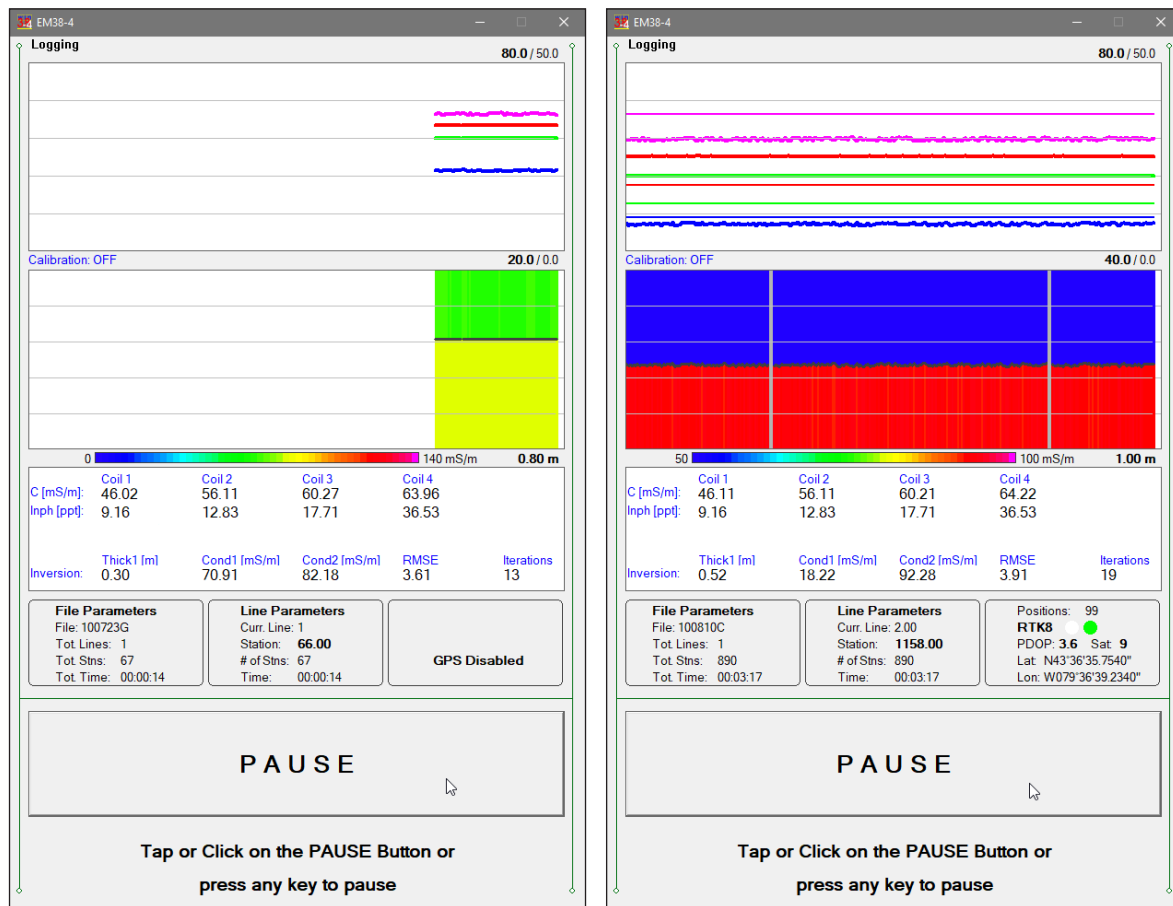 EM38-4
Logging
80.0 / 50.0
Calibration: OFF
20.0 / 0.0
0
140 mS/m
0.80 m
Coil 1 Coil 2 Coil 3 Coil 4
C [mS/m]: 46.02 56.11 60.27 63.96
Inph [ppt]: 9.16 12.83 17.71 36.53
Thick1 [m] Cond1 [mS/m] Cond2 [mS/m] RMSE Iterations
Inversion: 0.30 70.91 82.18 3.61 13
File Parameters
File: 100723G
Tot. Lines: 1
Tot. Stns: 67
Tot. Time: 00:00:14
Line Parameters
Curr. Line: 1
Station: 66.00
# of Stns: 67
Time: 00:00:14
GPS Disabled
PAUSE
Tap or Click on the PAUSE Button or
press any key to pause
EM38-4
Logging
80.0 / 50.0
Calibration: OFF
40.0 / 0.0
50
100 mS/m
1.00 m
Coil 1 Coil 2 Coil 3 Coil 4
C [mS/m]: 46.11 56.11 60.21 64.22
Inph [ppt]: 9.16 12.83 17.71 36.53
Thick1 [m] Cond1 [mS/m] Cond2 [mS/m] RMSE Iterations
Inversion: 0.52 18.22 92.28 3.91 19
File Parameters
File: 100810C
Tot. Lines: 1
Tot. Stns: 890
Tot. Time: 00:03:17
Line Parameters
Curr. Line: 2.00
Station: 1158.00
# of Stns: 890
Time: 00:03:17
Positions: 99
RTK8
PDOP: 3.6 Sat: 9
Lat: N43°36'35.7540"
Lon: W079°36'39.2340"
PAUSE
Tap or Click on the PAUSE Button or
press any key to pause